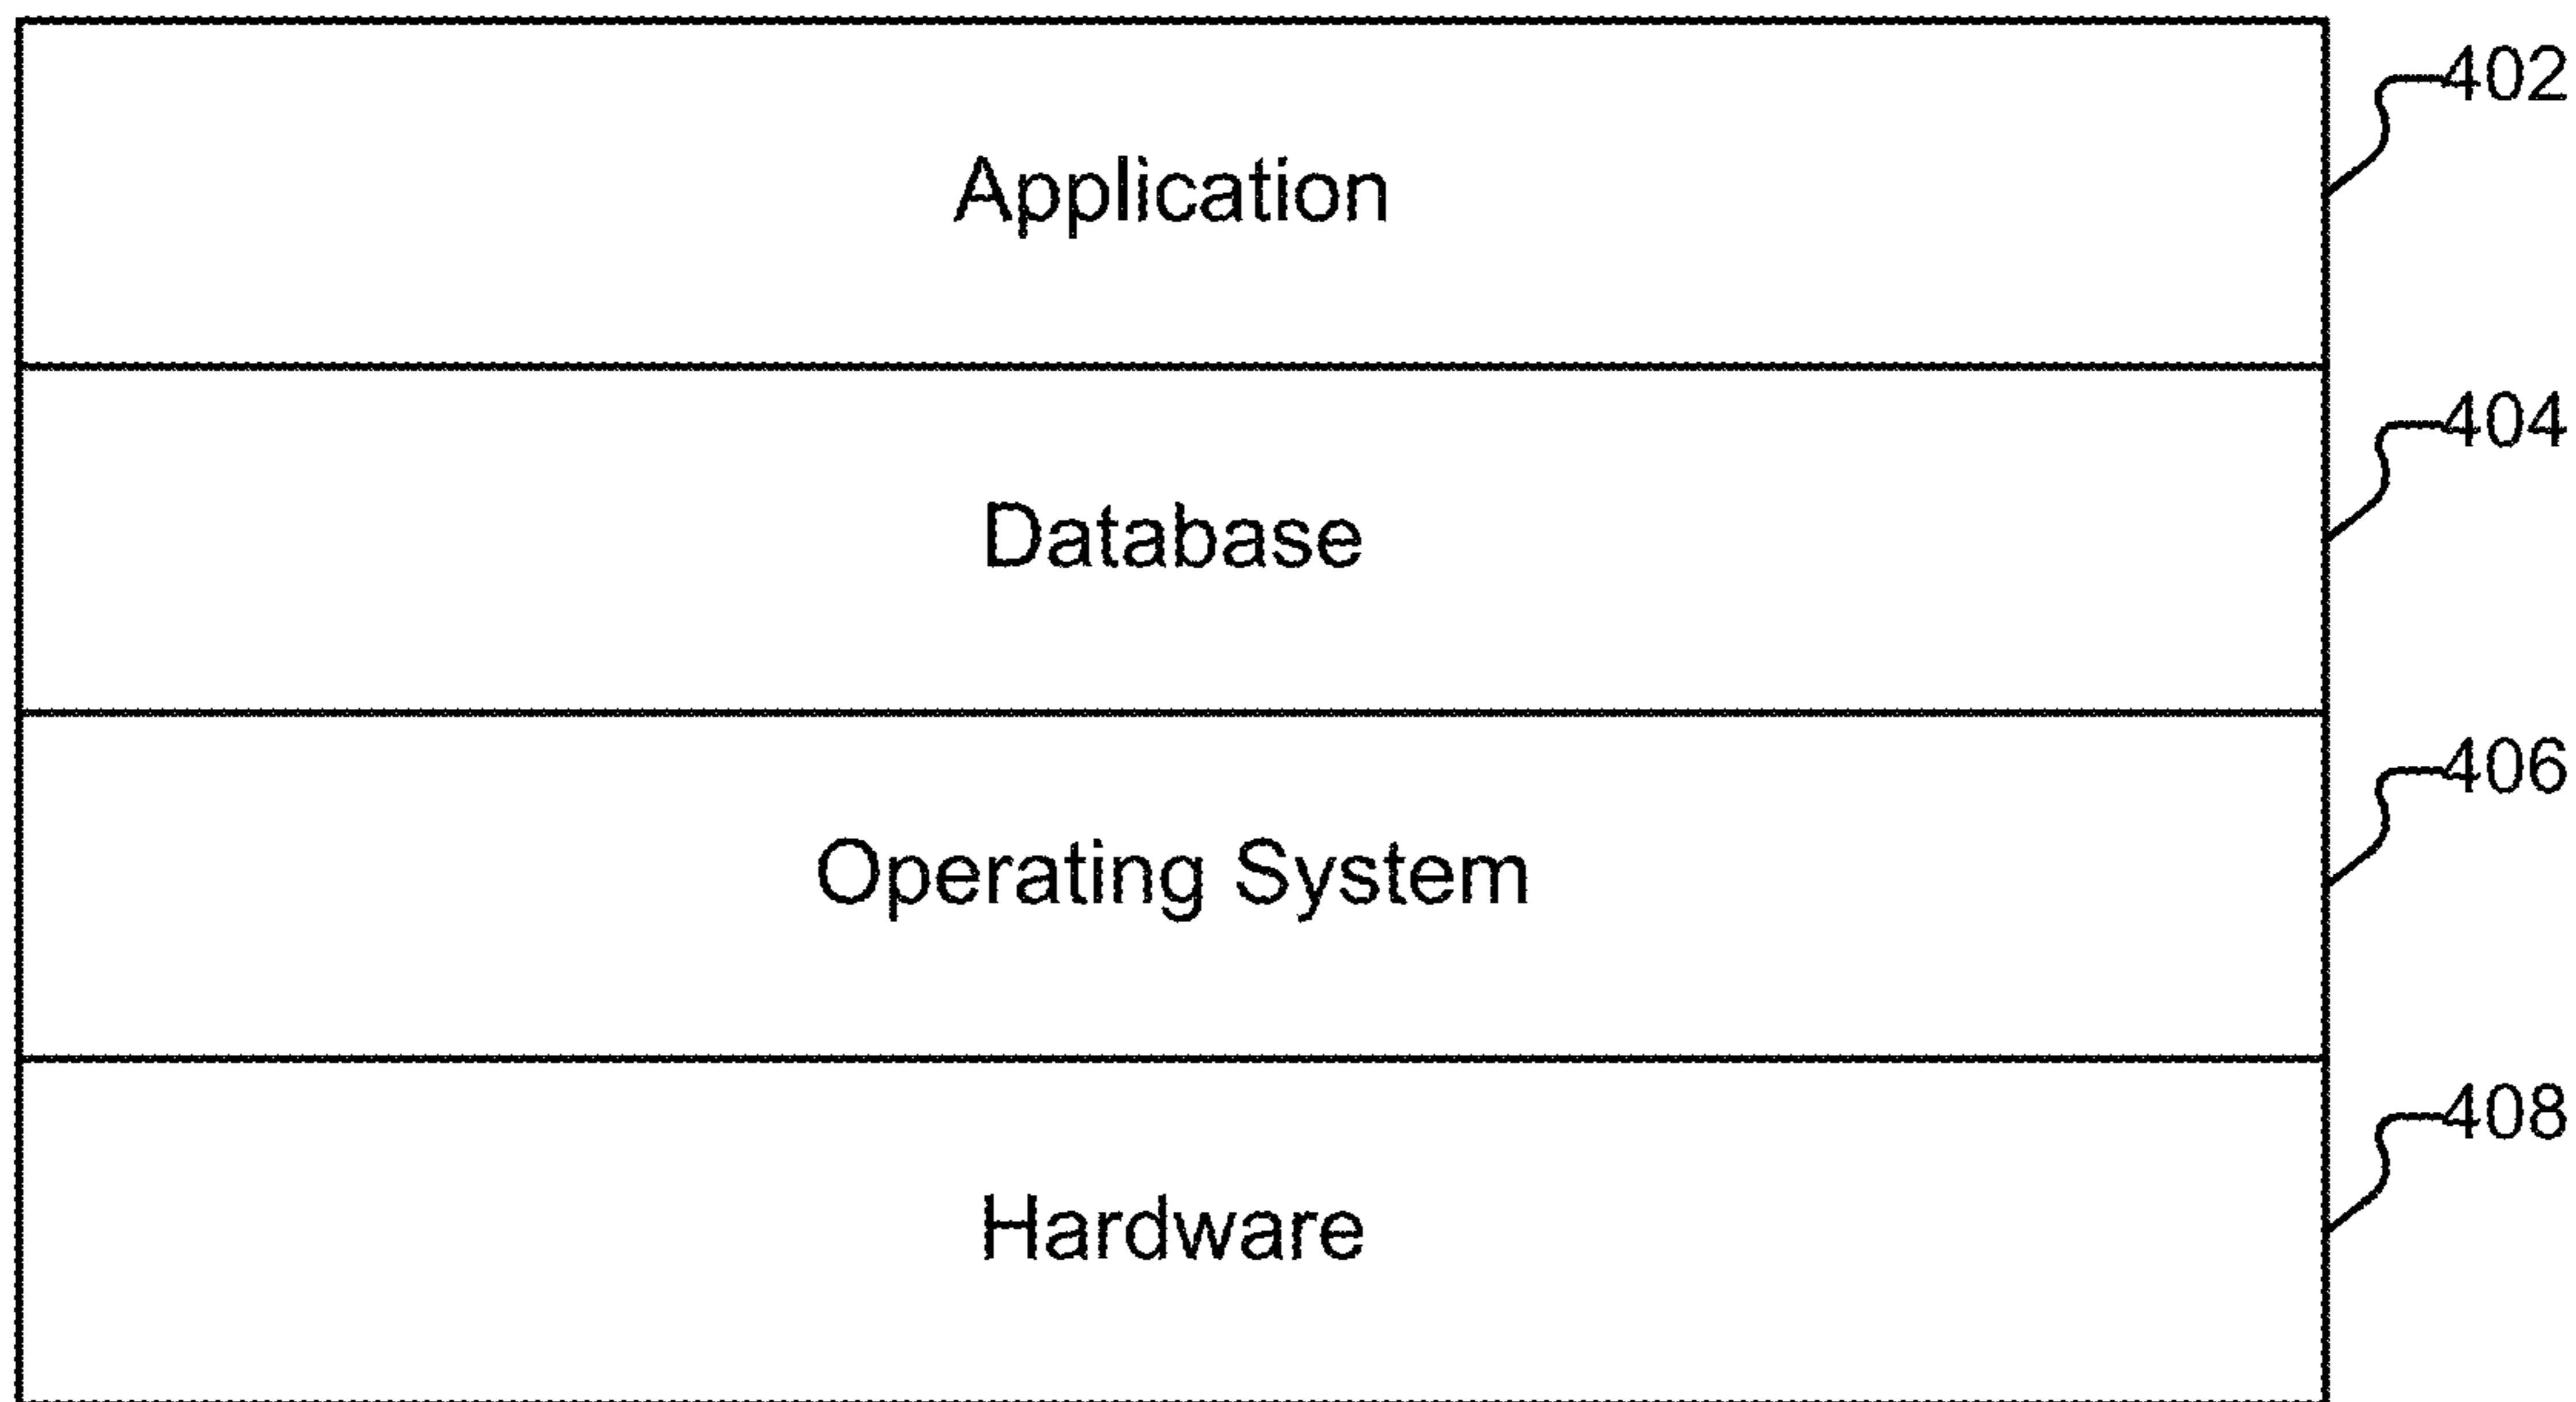 402
Application
404
Database
406
Operating System
408
Hardware